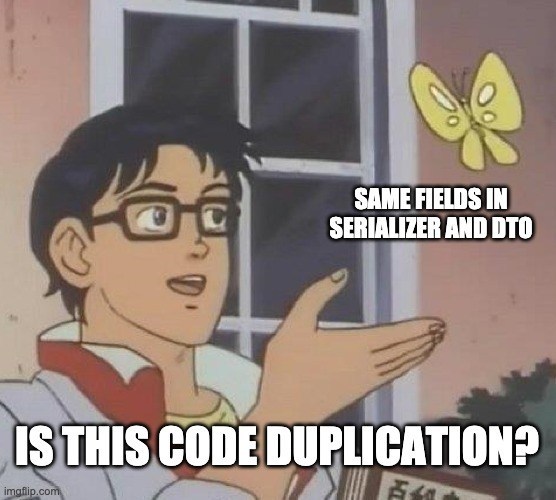 SAME FIELDS IN
SERIALIZER AND DTO
IS THIS CODE DUPLICATION?
imgflip.com